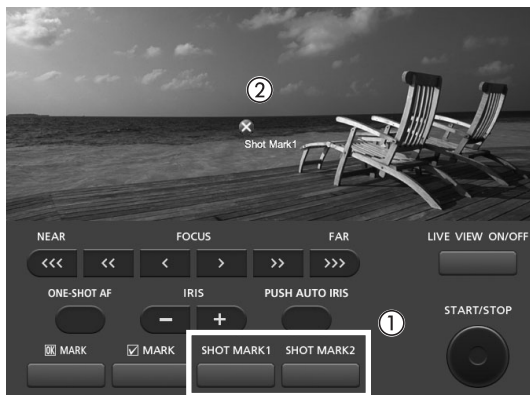 ②
Shot Mark1
NEAR FOCUS FAR LIVE VIEW ON/OFF
<<< << < > >> >>>
ONE-SHOT AF IRIS PUSH AUTO IRIS
− +
① START/STOP
OK MARK ☑ MARK SHOT MARK1 SHOT MARK2